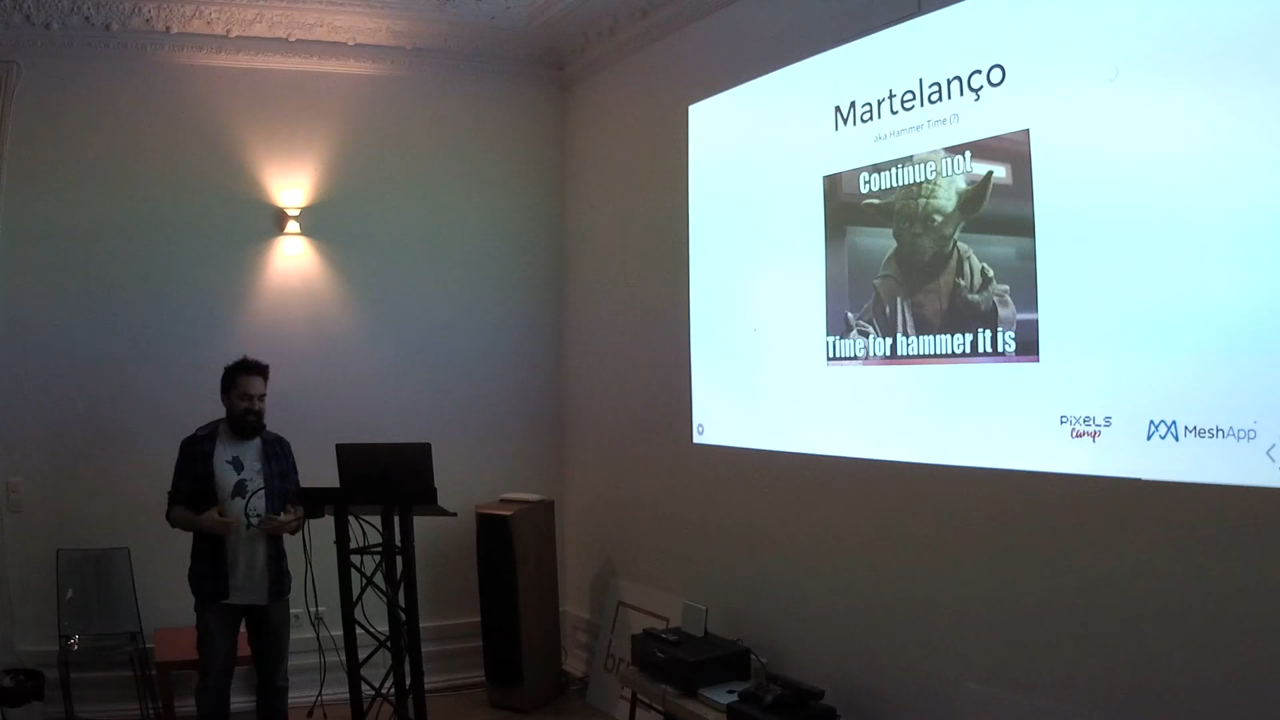 Martelanço
aka Hammer Time (?)
Continue not
Time for hammer it is
PIXELS
camp
MeshApp